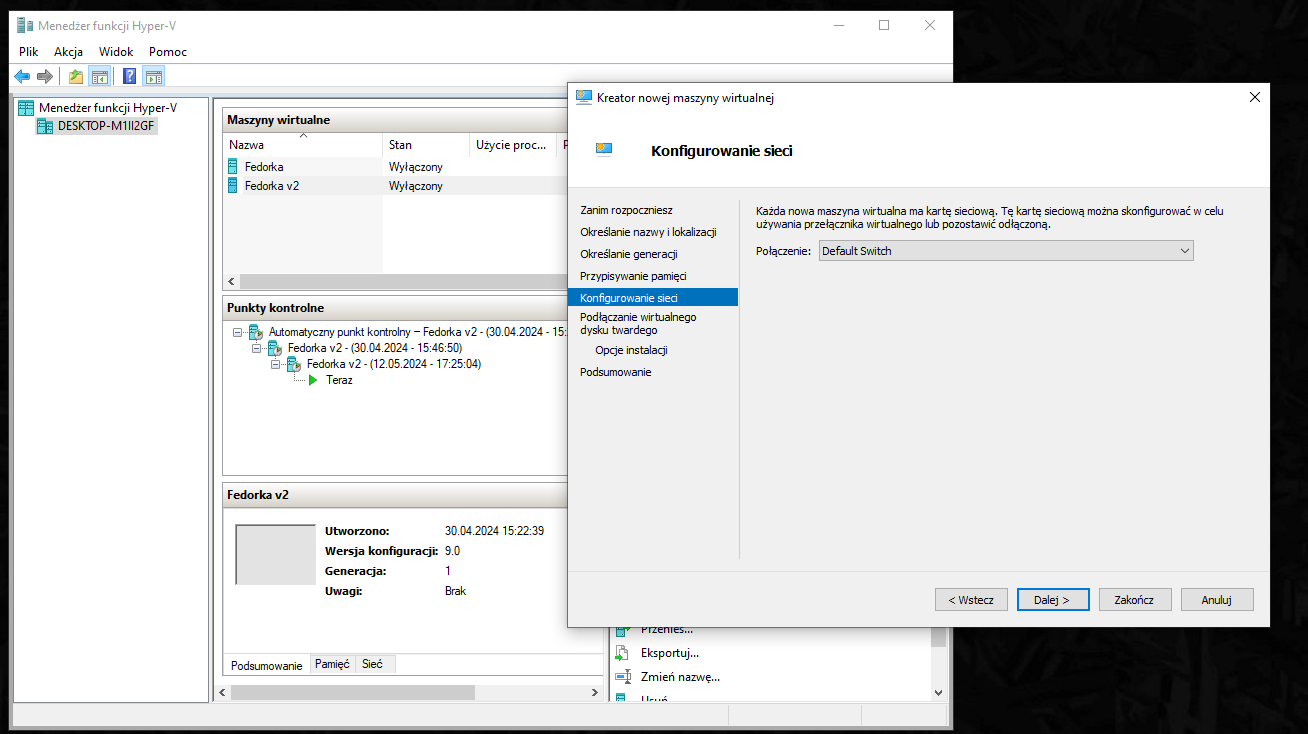 Menedżer funkcji Hyper-V
Plik Akcja Widok Pomoc
Menedżer funkcji Hyper-V
DESKTOP-M1II2GF
Maszyny wirtualne
Nazwa Stan Użycie proc...
Fedorka Wyłączony
Fedorka v2 Wyłączony
Punkty kontrolne
Automatyczny punkt kontrolny – Fedorka v2 - (30.04.2024 - 15:
Fedorka v2 - (30.04.2024 - 15:46:50)
Fedorka v2 - (12.05.2024 - 17:25:04)
Teraz
Fedorka v2
Utworzono: 30.04.2024 15:22:39
Wersja konfiguracji: 9.0
Generacja: 1
Uwagi: Brak
Podsumowanie Pamięć Sieć
Przenieś...
Eksportuj...
Zmień nazwę...
Usuń
Kreator nowej maszyny wirtualnej
Konfigurowanie sieci
Zanim rozpoczniesz
Określanie nazwy i lokalizacji
Określanie generacji
Przypisywanie pamięci
Konfigurowanie sieci
Podłączanie wirtualnego
dysku twardego
Opcje instalacji
Podsumowanie
Każda nowa maszyna wirtualna ma kartę sieciową. Tę kartę sieciową można skonfigurować w celu
używania przełącznika wirtualnego lub pozostawić odłączoną.
Połączenie: Default Switch
< Wstecz Dalej > Zakończ Anuluj